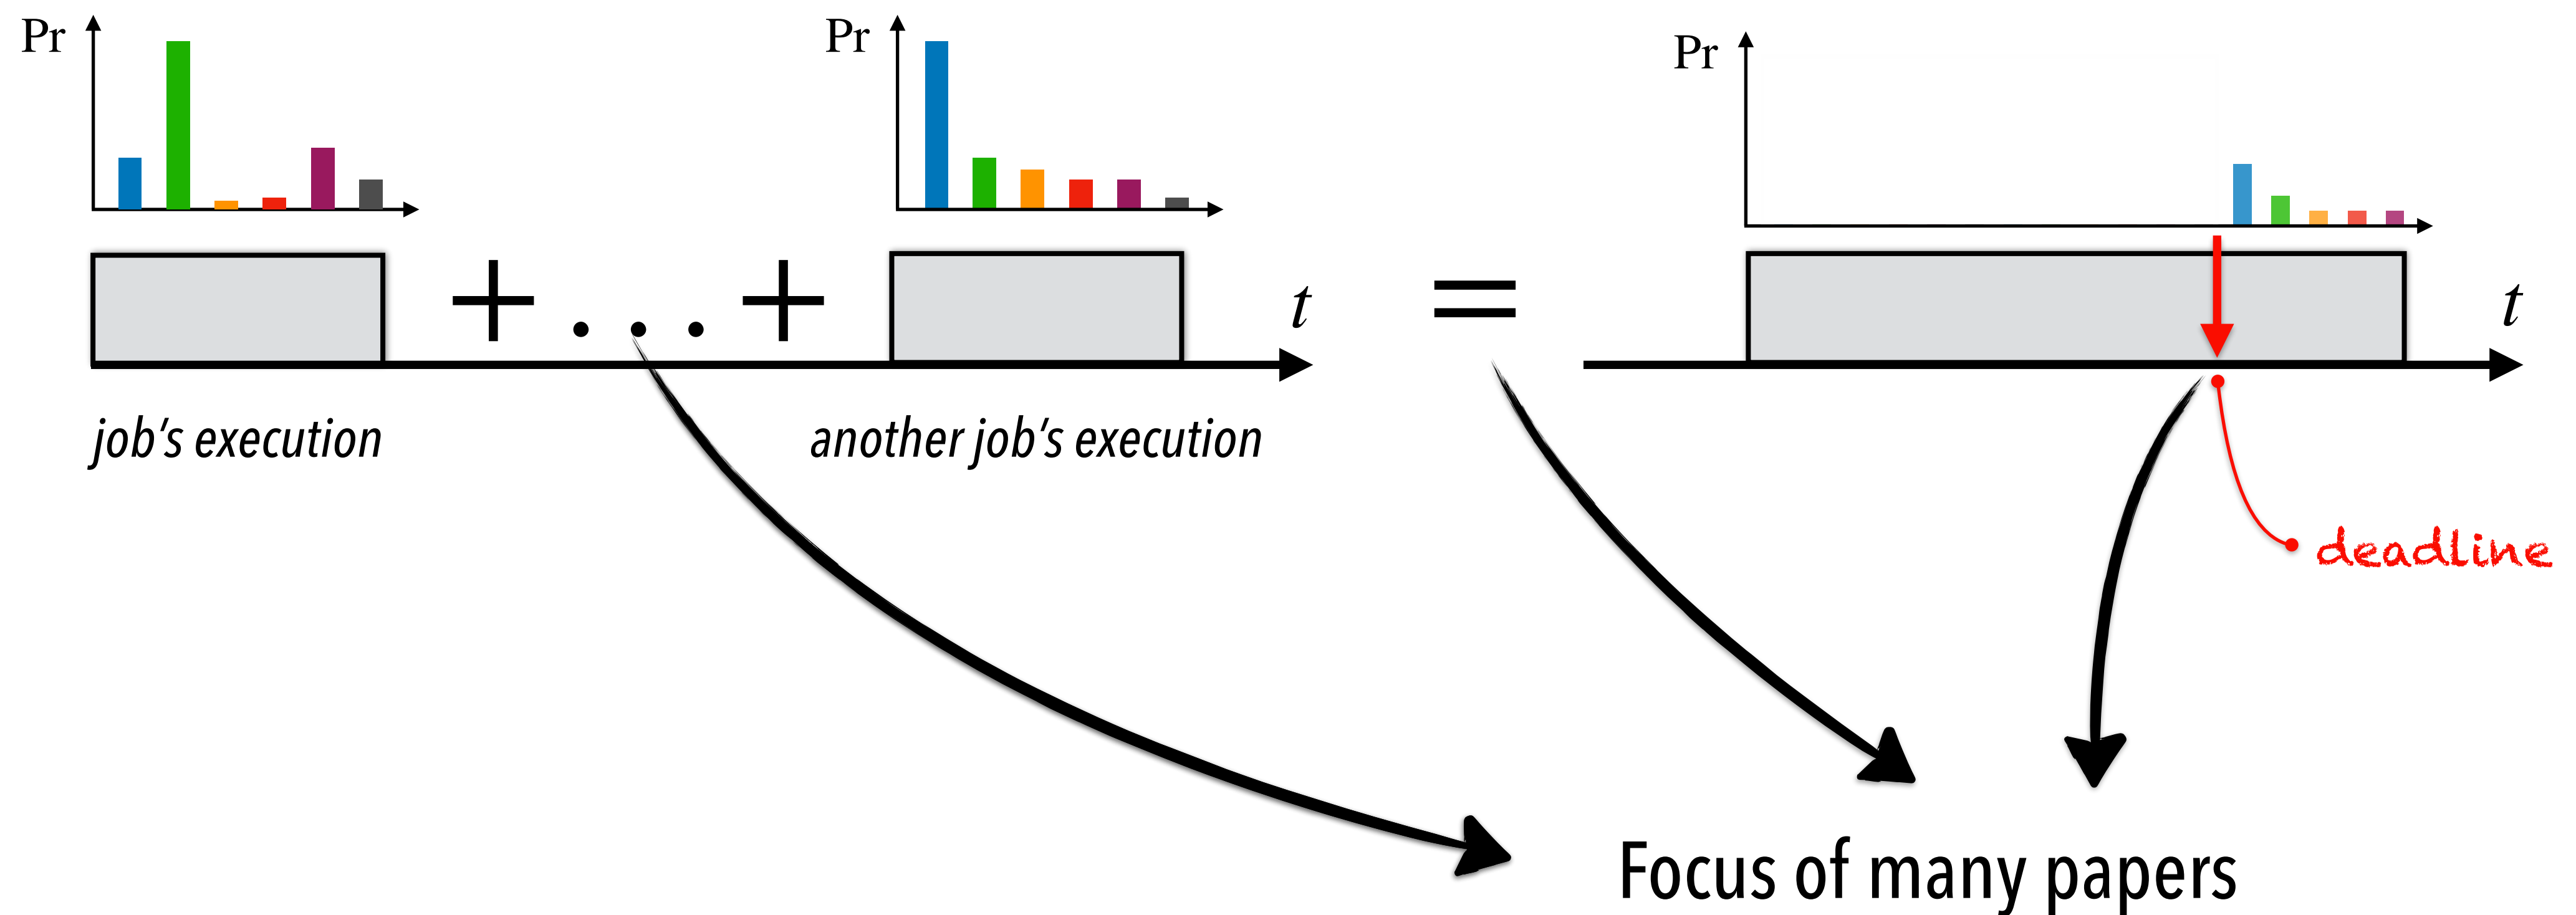 Pr
Pr
Pr
+ . . . +
t
=
t
job's execution
another job's execution
deadline
Focus of many papers